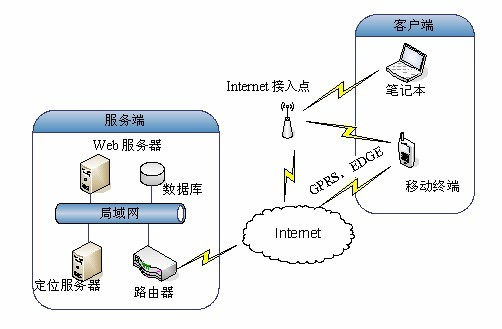 客户端
Internet 接入点
笔记本
服务端
Web 服务器
GPRS、EDGE
移动终端
数据库
局域网
Internet
定位服务器
路由器